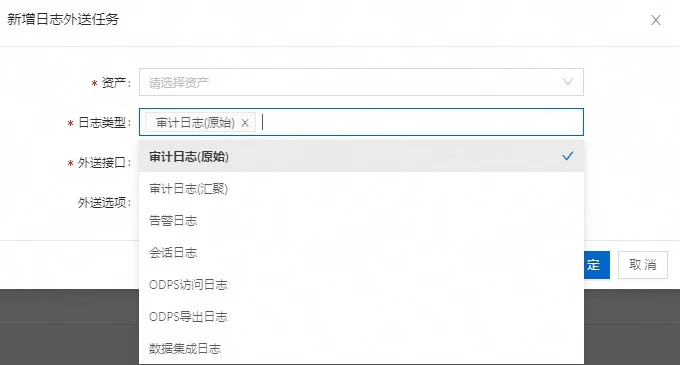 新增日志外送任务
* 资产: 请选择资产
* 日志类型: 审计日志(原始)
* 外送接口:
外送选项:
审计日志(原始)
审计日志(汇聚)
告警日志
会话日志
ODPS访问日志
ODPS导出日志
数据集成日志
定 取消